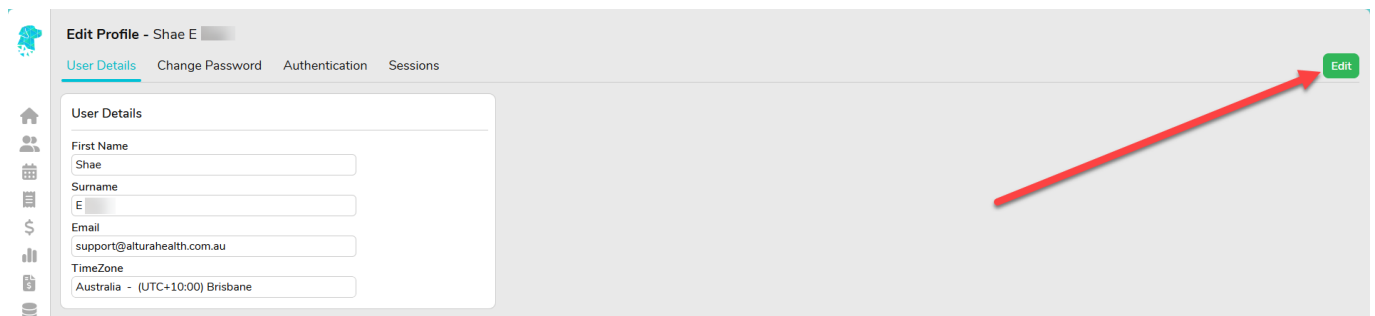 Edit Profile - Shae E
User Details Change Password Authentication Sessions Edit
User Details
First Name
Shae
Surname
E
Email
support@alturahealth.com.au
TimeZone
Australia - (UTC+10:00) Brisbane